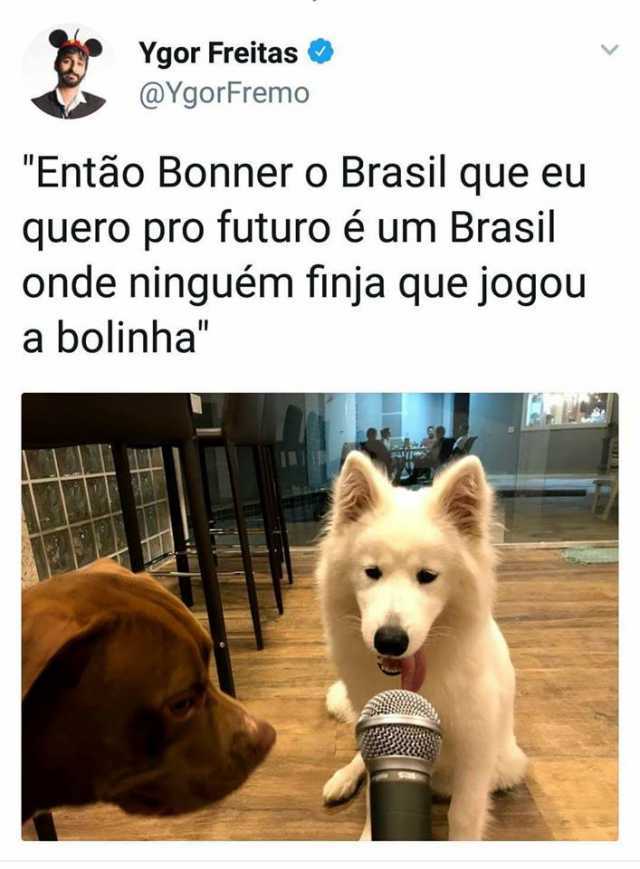 Ygor Freitas
@YgorFremo
"Então Bonner o Brasil que eu
quero pro futuro é um Brasil
onde ninguém finja que jogou
a bolinha"